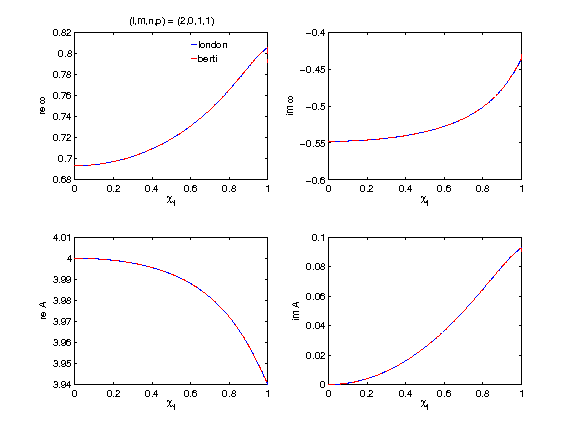 (l,m,n,p) = (2,0,1,1)
0.82
0.8
0.78
0.76
0.74
0.72
0.7
0.68
re ω
london
berti
0 0.2 0.4 0.6 0.8 1
χf
−0.4
−0.5
−0.6
im ω
0 0.2 0.4 0.6 0.8 1
χf
4.01
4
3.99
3.98
3.97
3.96
3.95
3.94
re A
0 0.2 0.4 0.6 0.8 1
χf
0.1
0.08
0.06
0.04
0.02
0
im A
0 0.2 0.4 0.6 0.8 1
χf